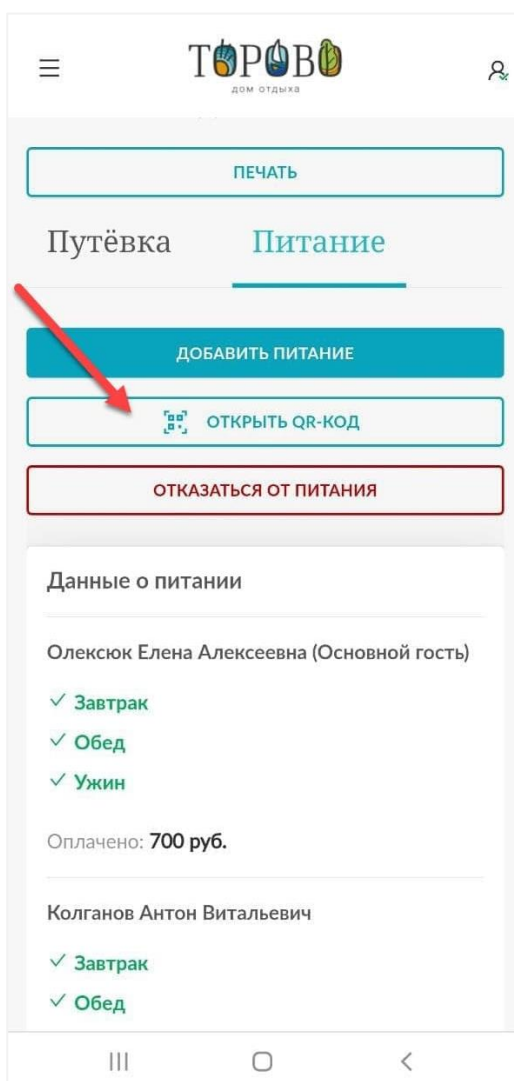 ТОРОВО
дом отдыха
ПЕЧАТЬ
Путёвка Питание
ДОБАВИТЬ ПИТАНИЕ
ОТКРЫТЬ QR-КОД
ОТКАЗАТЬСЯ ОТ ПИТАНИЯ
Данные о питании
Олексюк Елена Алексеевна (Основной гость)
Завтрак
Обед
Ужин
Оплачено: 700 руб.
Колганов Антон Витальевич
Завтрак
Обед